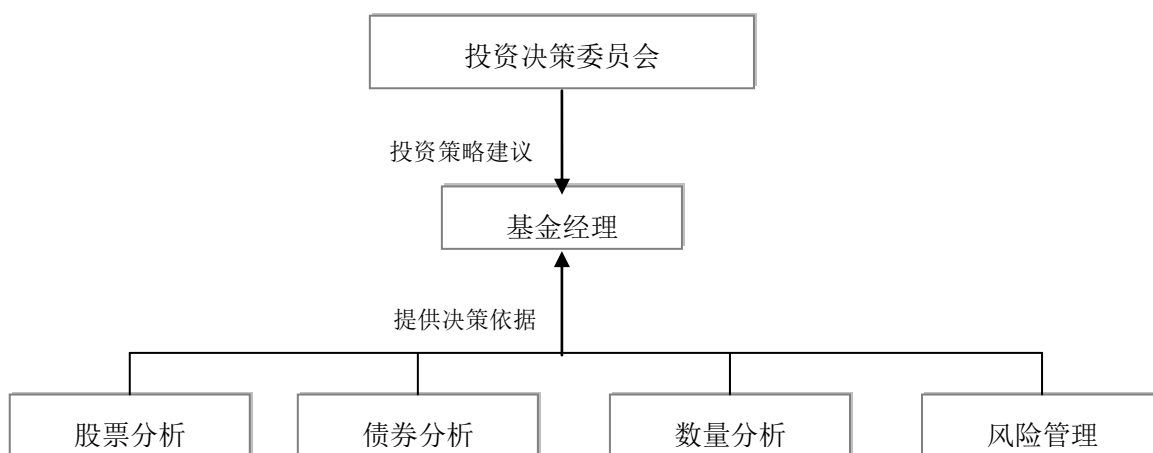 投资决策委员会
投资策略建议
基金经理
提供决策依据
股票分析
债券分析
数量分析
风险管理